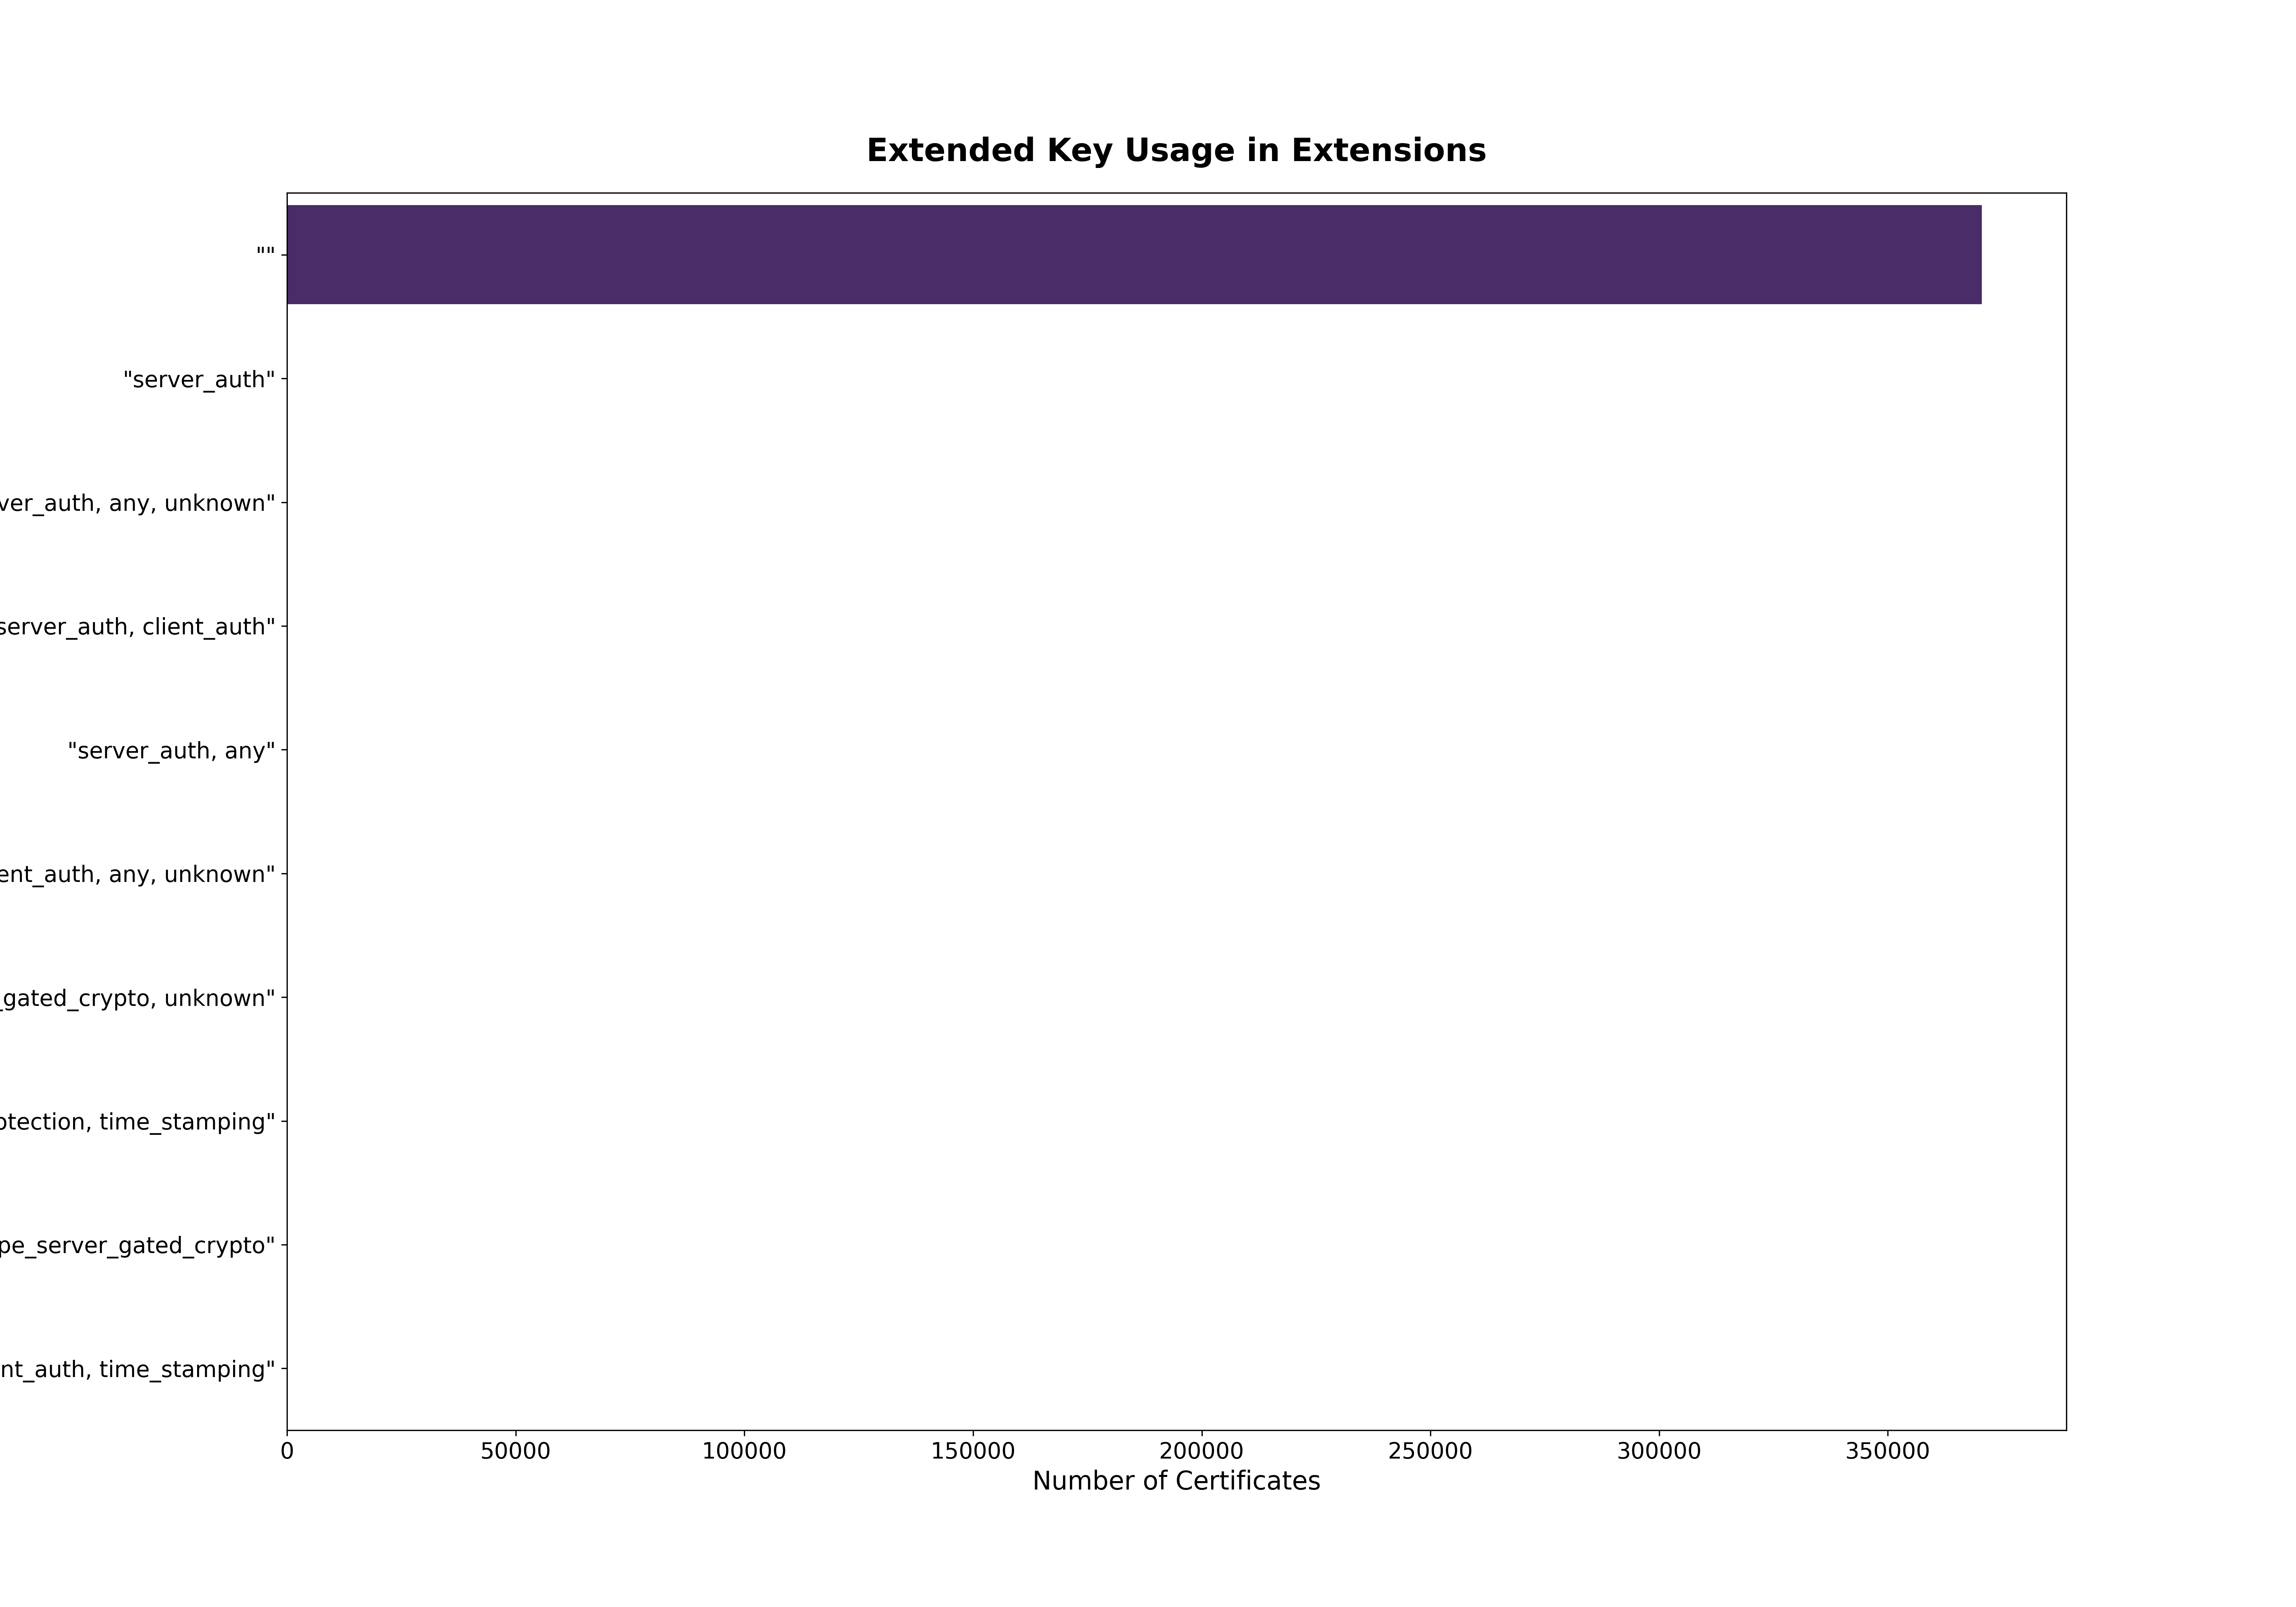 Extended Key Usage in Extensions
""
"server_auth"
ver_auth, any, unknown"
server_auth, client_auth"
"server_auth, any"
ent_auth, any, unknown"
_gated_crypto, unknown"
otection, time_stamping"
pe_server_gated_crypto"
nt_auth, time_stamping"
0 50000 100000 150000 200000 250000 300000 350000
Number of Certificates